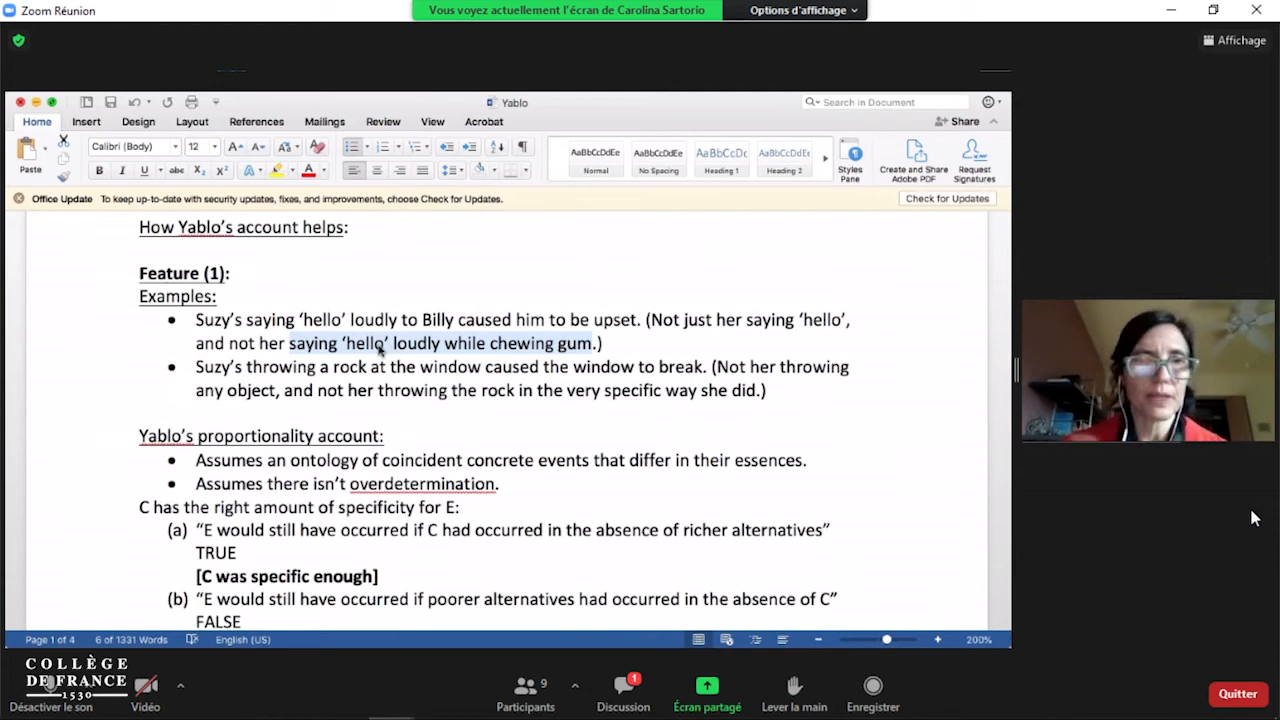 Zoom Réunion
Vous voyez actuellement l'écran de Carolina Sartorio
Options d'affichage
Affichage
Yablo
Search in Document
Home Insert Design Layout References Mailings Review View Acrobat
Share
Paste
Calibri (Body) 12
AaBbCcDdEe AaBbCcDdEe AaBbCcDc AaBbCcDdEe
Normal No Spacing Heading 1 Heading 2
Styles Pane
Create and Share Adobe PDF
Request Signatures
Office Update To keep up-to-date with security updates, fixes, and improvements, choose Check for Updates.
Check for Updates
How Yablo's account helps:
Feature (1):
Examples:
• Suzy's saying 'hello' loudly to Billy caused him to be upset. (Not just her saying 'hello',
and not her saying 'hello' loudly while chewing gum.)
• Suzy's throwing a rock at the window caused the window to break. (Not her throwing
any object, and not her throwing the rock in the very specific way she did.)
Yablo's proportionality account:
• Assumes an ontology of coincident concrete events that differ in their essences.
• Assumes there isn't overdetermination.
C has the right amount of specificity for E:
(a) “E would still have occurred if C had occurred in the absence of richer alternatives”
TRUE
[C was specific enough]
(b) “E would still have occurred if poorer alternatives had occurred in the absence of C”
FALSE
Page 1 of 4 6 of 1331 Words English (US) 200%
COLLÈGE
DE FRANCE
1530
Désactiver le son
Vidéo
9
Participants
1
Discussion
Écran partagé
Lever la main
Enregistrer
Quitter